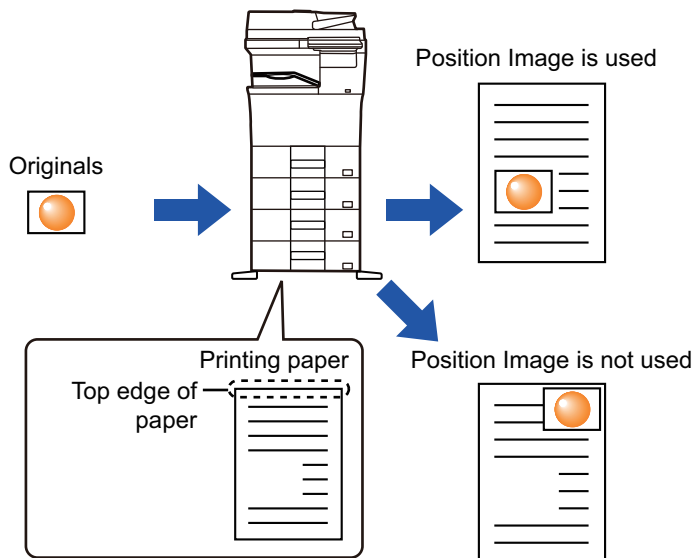 Position Image is used
Originals
Printing paper
Top edge of
paper
Position Image is not used